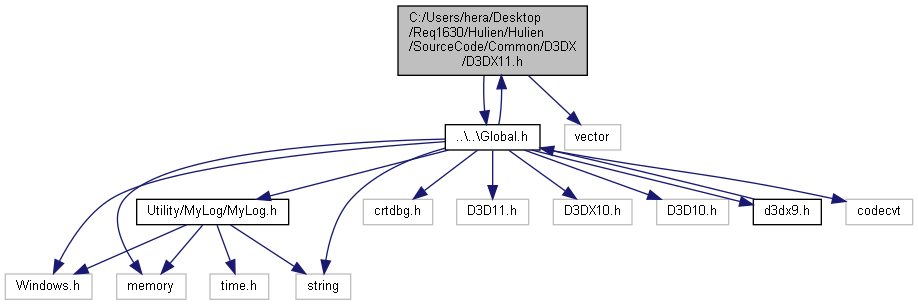 C:/Users/hera/Desktop
/Req1630/Hulien/Hulien
/SourceCode/Common/D3DX
/D3DX11.h
..\..\Global.h
vector
Utility/MyLog/MyLog.h
crtdbg.h
D3D11.h
D3DX10.h
D3D10.h
d3dx9.h
codecvt
Windows.h
memory
time.h
string